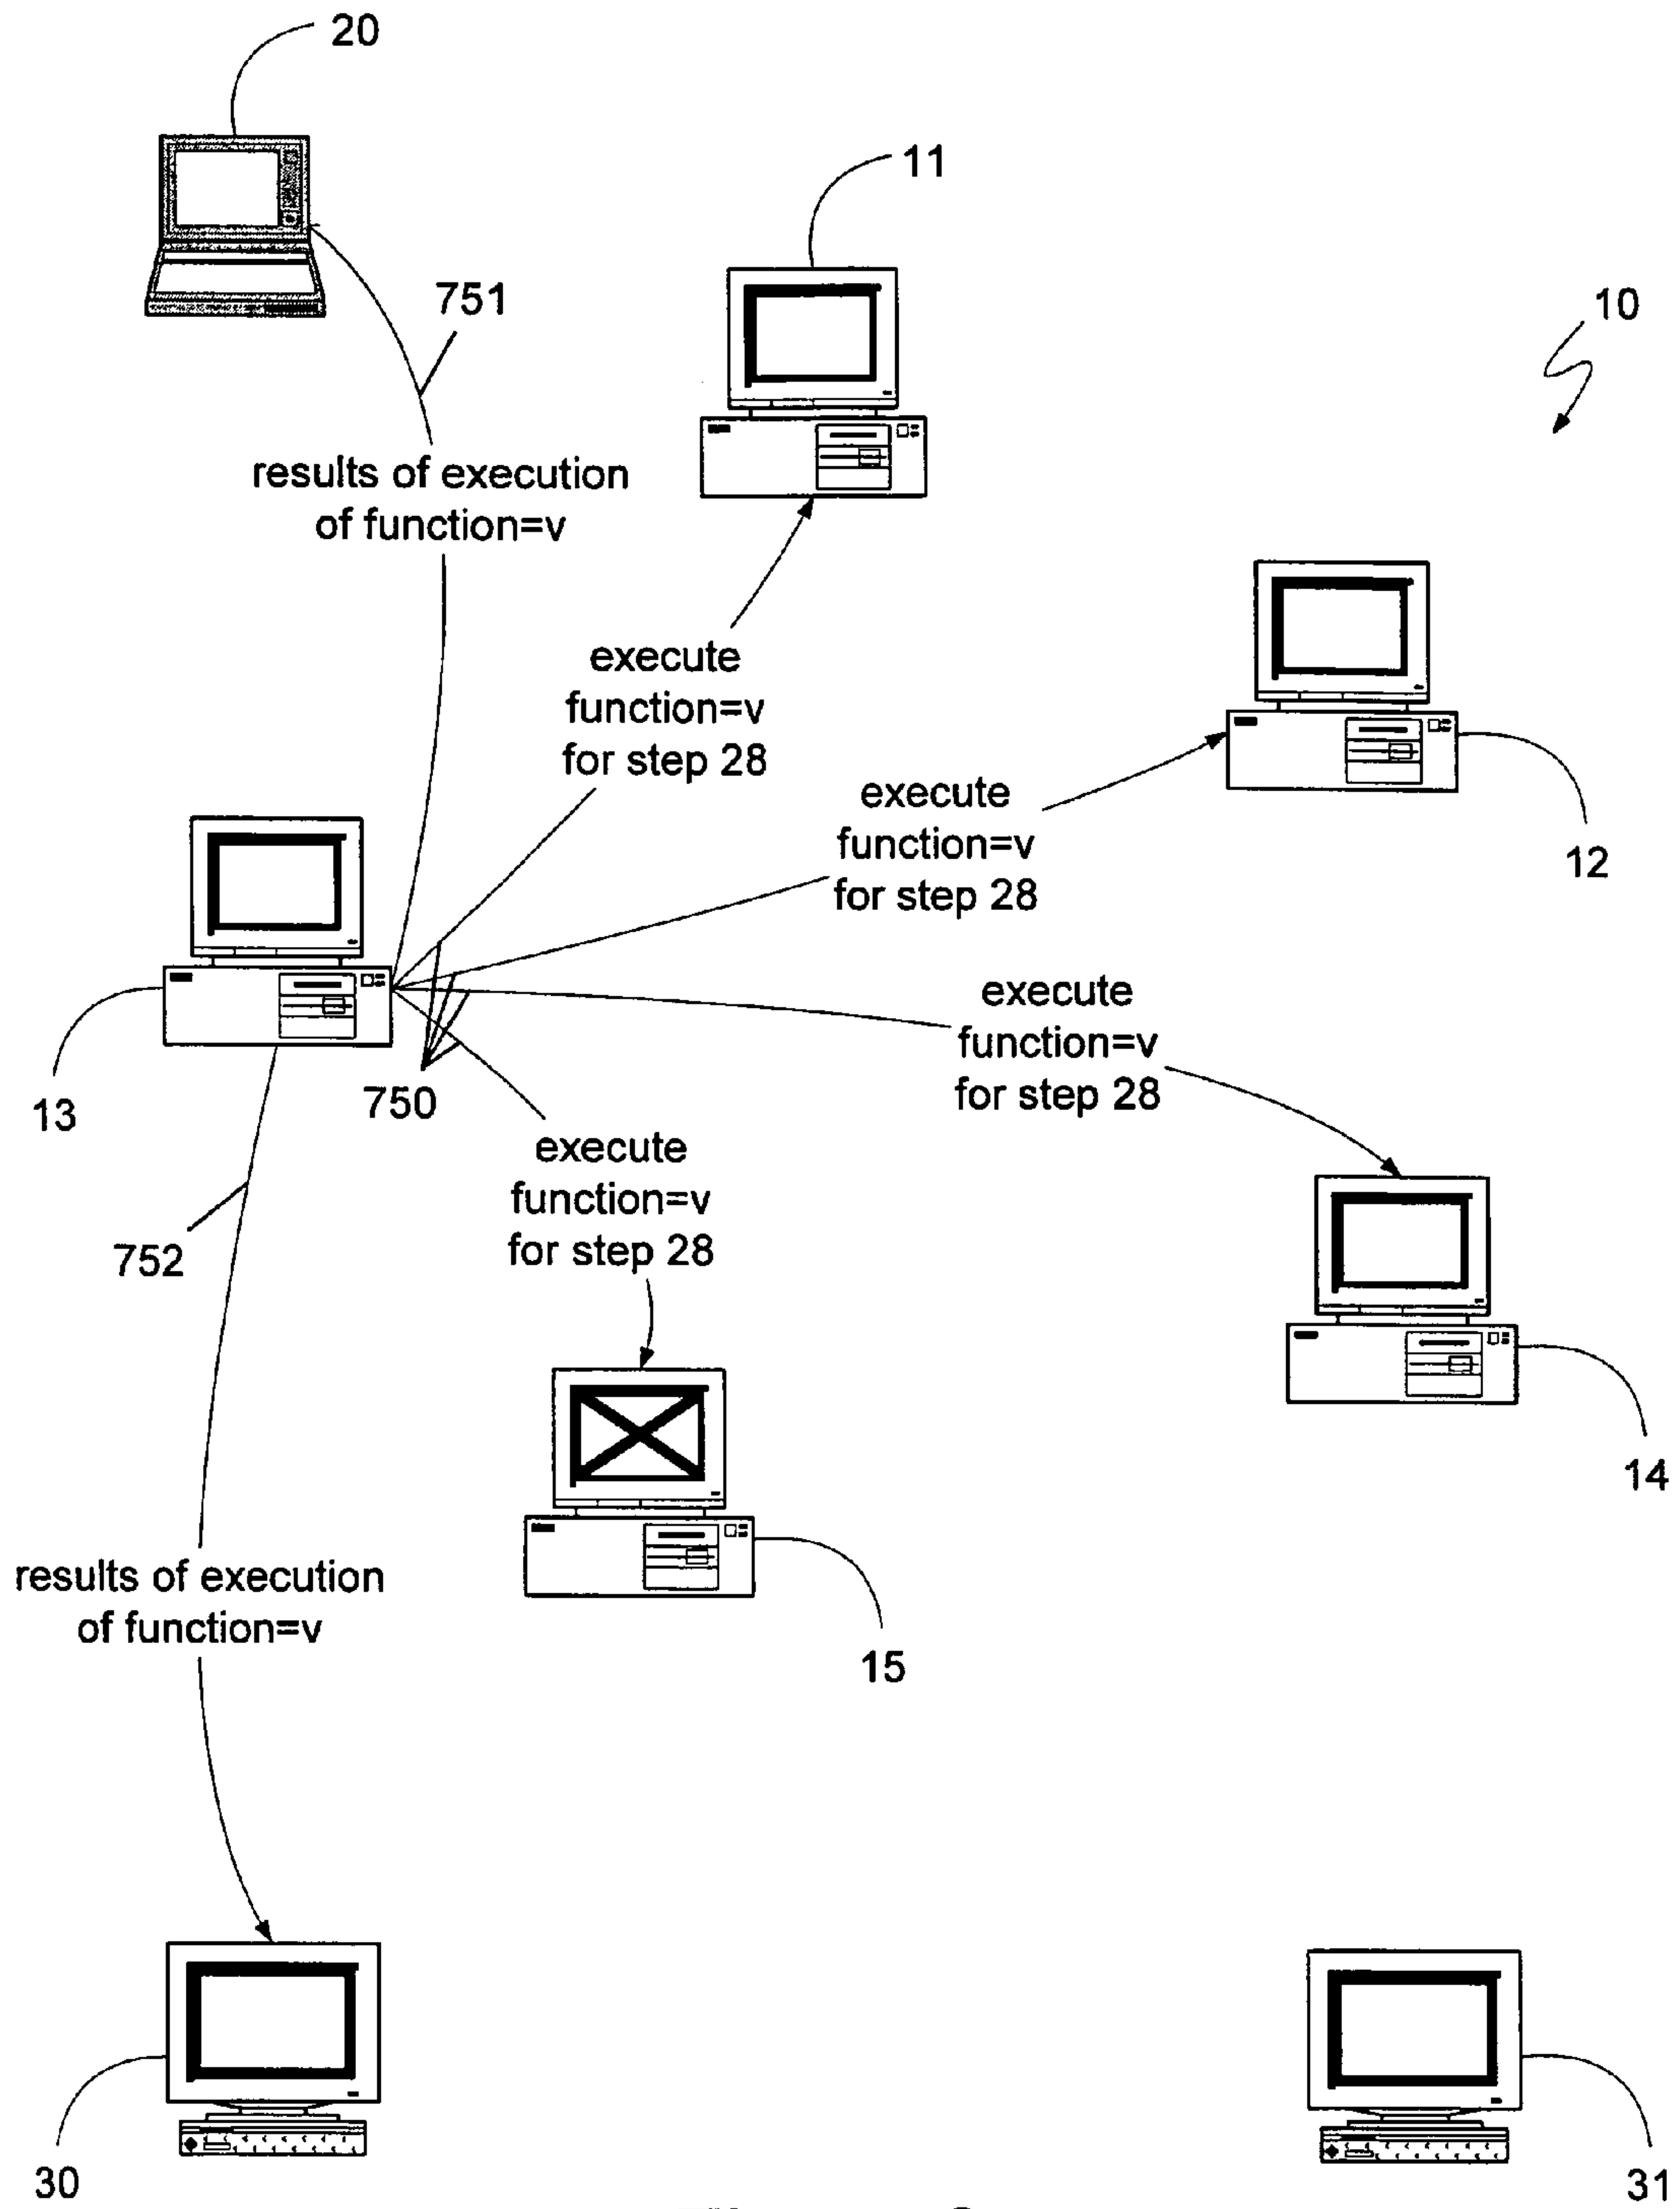 20
11
10
751
results of execution
of function=v
execute
function=v
for step 28
execute
function=v
for step 28
12
execute
function=v
for step 28
13
750
execute
function=v
for step 28
752
14
results of execution
of function=v
15
30
31